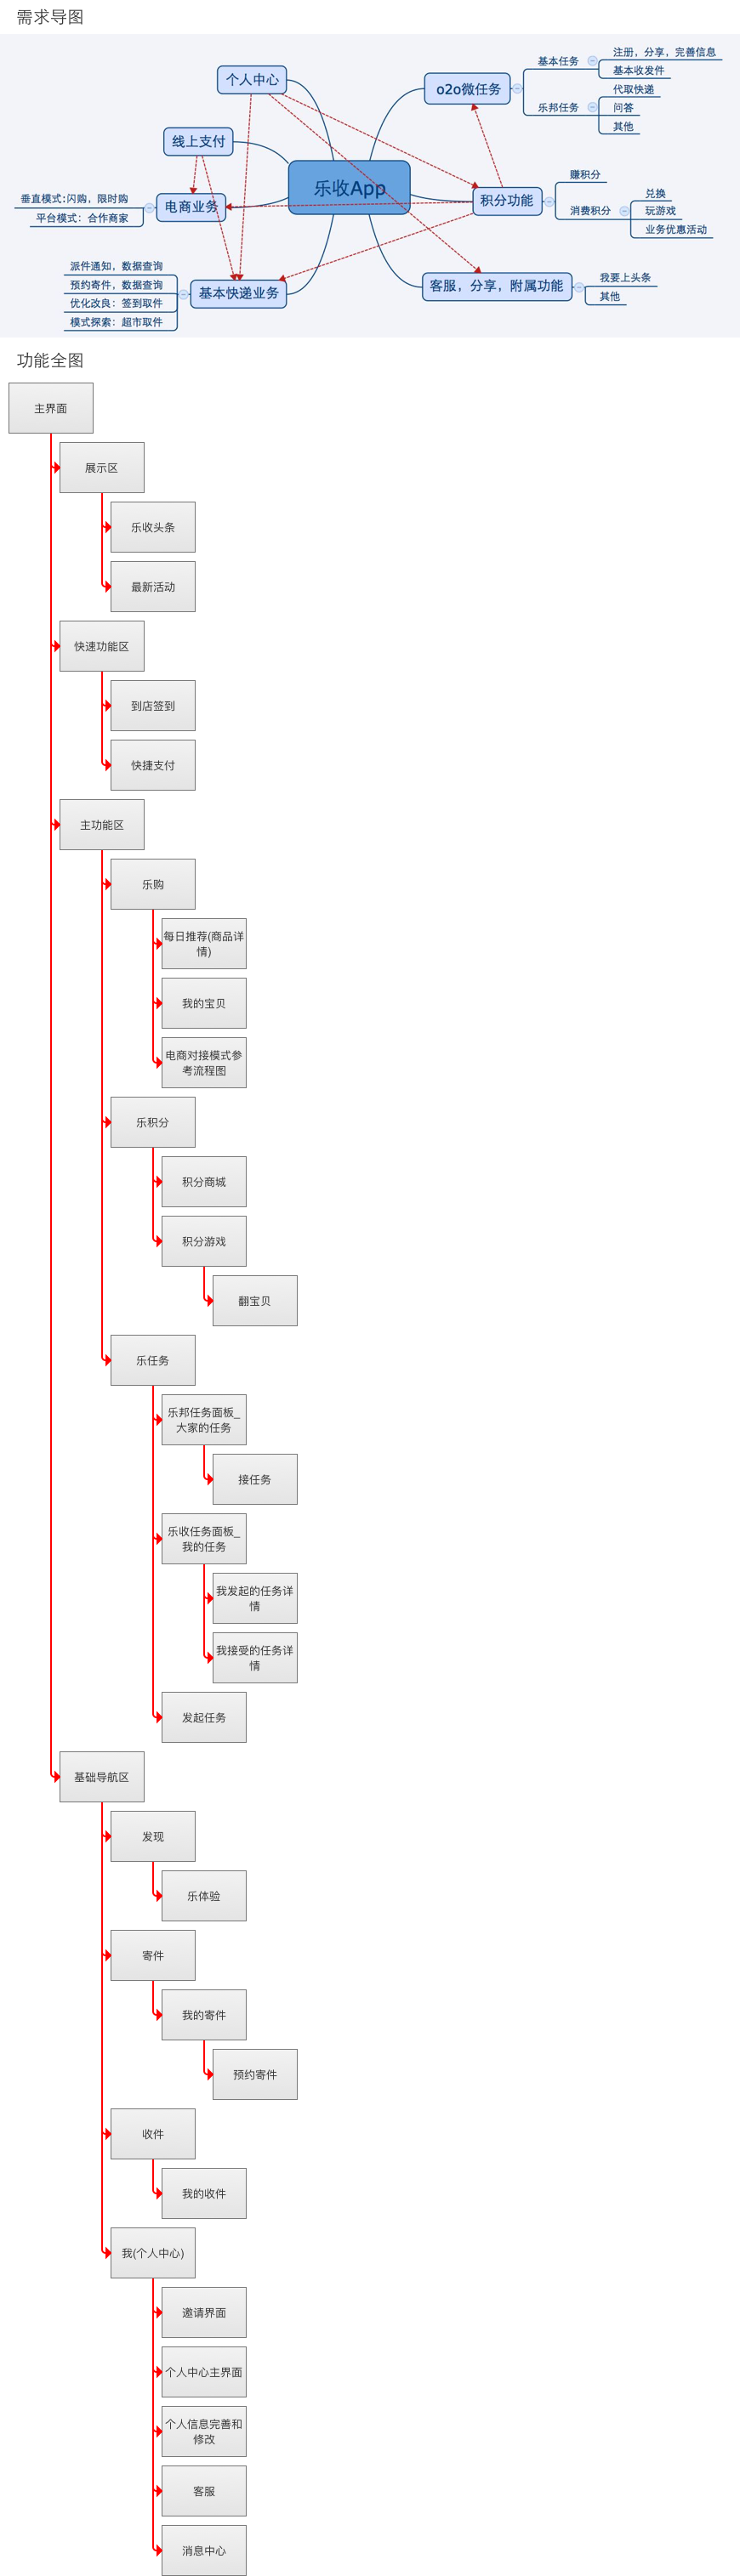 需求导图
个人中心
线上支付
电商业务
垂直模式:闪购，限时购
平台模式：合作商家
基本快递业务
派件通知，数据查询
预约寄件，数据查询
优化改良：签到取件
模式探索：超市取件
乐收App
o2o微任务
基本任务
注册，分享，完善信息
基本收发件
乐邦任务
代取快递
问答
其他
积分功能
赚积分
消费积分
兑换
玩游戏
业务优惠活动
客服，分享，附属功能
我要上头条
其他
功能全图
主界面
展示区
乐收头条
最新活动
快速功能区
到店签到
快捷支付
主功能区
乐购
每日推荐(商品详
情)
我的宝贝
电商对接模式参
考流程图
乐积分
积分商城
积分游戏
翻宝贝
乐任务
乐邦任务面板_
大家的任务
接任务
乐收任务面板_
我的任务
我发起的任务详
情
我接受的任务详
情
发起任务
基础导航区
发现
乐体验
寄件
我的寄件
预约寄件
收件
我的收件
我(个人中心)
邀请界面
个人中心主界面
个人信息完善和
修改
客服
消息中心